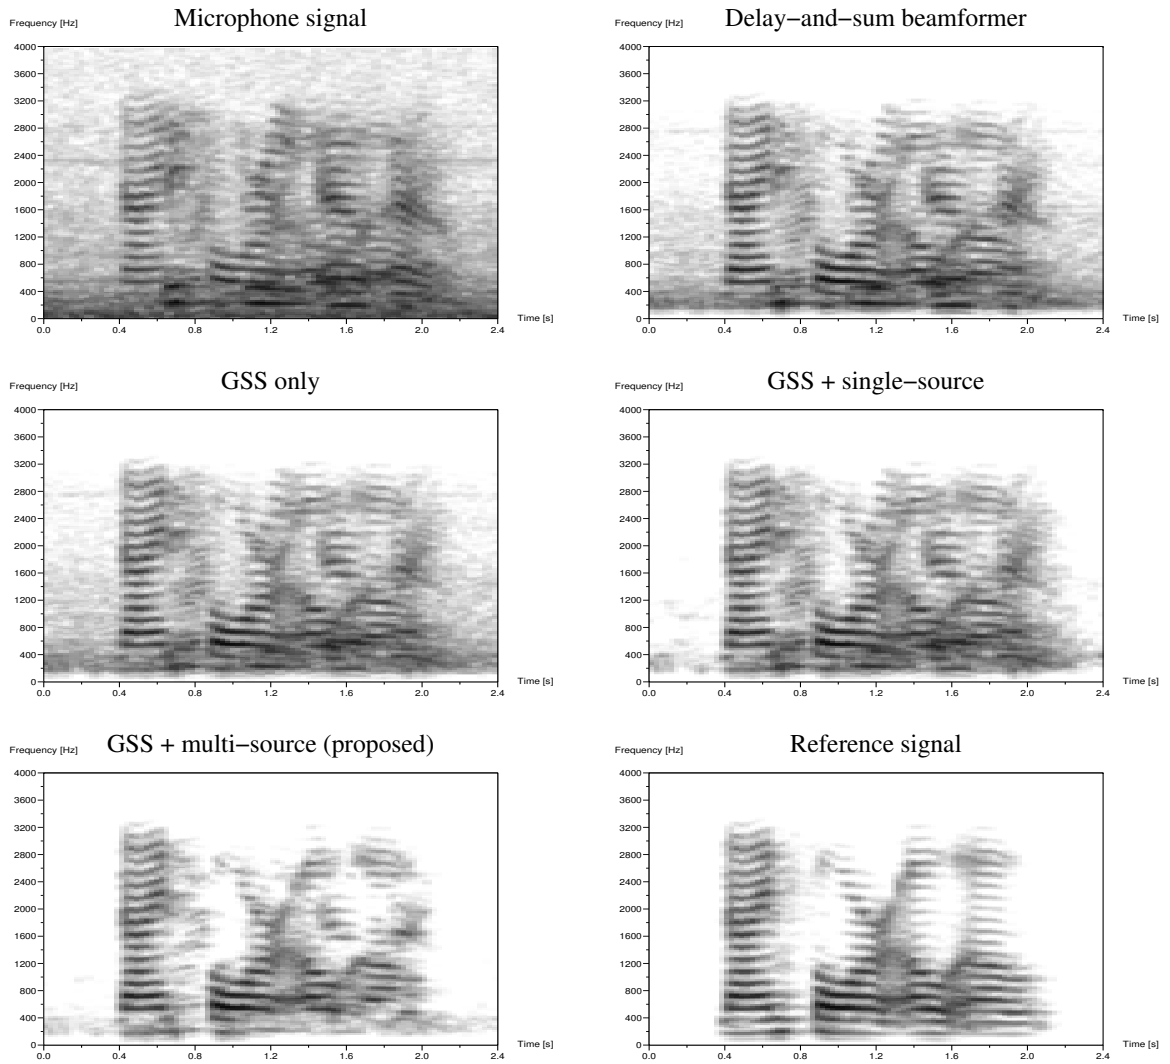 Microphone signal
Frequency [Hz]
4000
3600
3200
2800
2400
2000
1600
1200
800
400
0
0.0 0.4 0.8 1.2 1.6 2.0 2.4
Time [s]
Delay−and−sum beamformer
Frequency [Hz]
4000
3600
3200
2800
2400
2000
1600
1200
800
400
0
0.0 0.4 0.8 1.2 1.6 2.0 2.4
Time [s]
GSS only
Frequency [Hz]
4000
3600
3200
2800
2400
2000
1600
1200
800
400
0
0.0 0.4 0.8 1.2 1.6 2.0 2.4
Time [s]
GSS + single−source
Frequency [Hz]
4000
3600
3200
2800
2400
2000
1600
1200
800
400
0
0.0 0.4 0.8 1.2 1.6 2.0 2.4
Time [s]
GSS + multi−source (proposed)
Frequency [Hz]
4000
3600
3200
2800
2400
2000
1600
1200
800
400
0
0.0 0.4 0.8 1.2 1.6 2.0 2.4
Time [s]
Reference signal
Frequency [Hz]
4000
3600
3200
2800
2400
2000
1600
1200
800
400
0
0.0 0.4 0.8 1.2 1.6 2.0 2.4
Time [s]